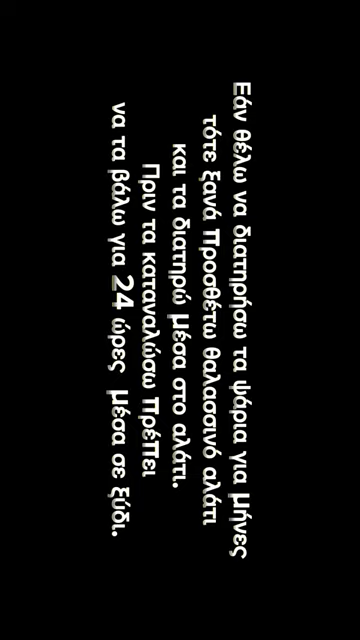 Εάν θέλω να διατηρήσω τα ψάρια για μήνες
τότε ξανά προσθέτω θαλασσινό αλάτι
και τα διατηρώ μέσα στο αλάτι.
Πριν τα καταναλώσω πρέπει
να τα βάλω για 24 ώρες μέσα σε ξύδι.